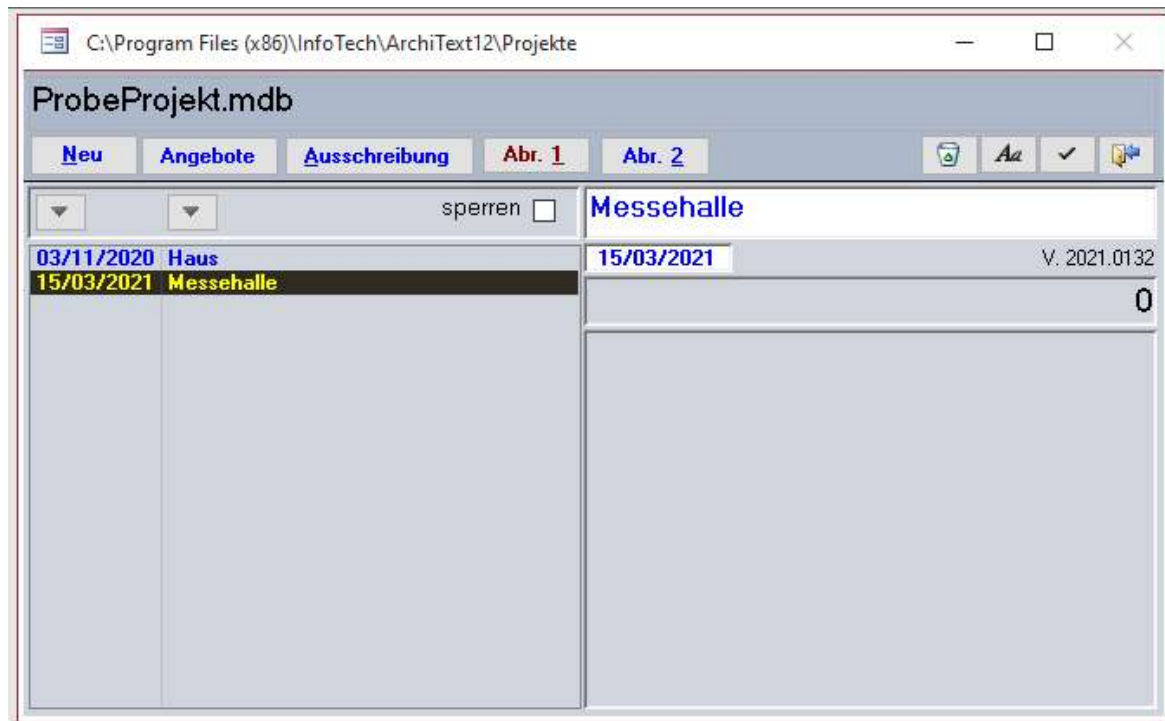 C:\Program Files (x86)\InfoTech\ArchiText12\Projekte
ProbeProjekt.mdb
Neu Angebote Ausschreibung Abr. 1 Abr. 2 Aa
sperren Messehalle
03/11/2020 Haus 15/03/2021 V. 2021.0132
15/03/2021 Messehalle
0